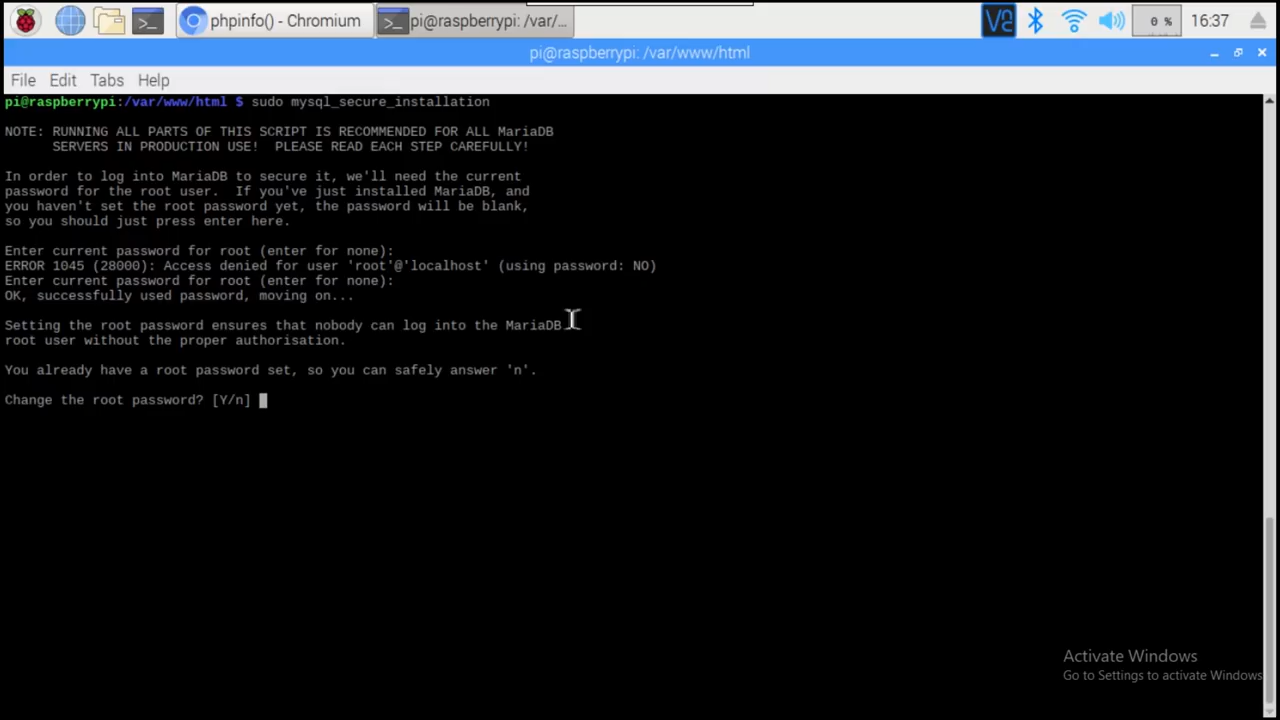 phpinfo() - Chromium
pi@raspberrypi: /var/...
0 %
16:37
pi@raspberrypi: /var/www/html
File Edit Tabs Help
pi@raspberrypi:/var/www/html $ sudo mysql_secure_installation
NOTE: RUNNING ALL PARTS OF THIS SCRIPT IS RECOMMENDED FOR ALL MariaDB
SERVERS IN PRODUCTION USE!  PLEASE READ EACH STEP CAREFULLY!
In order to log into MariaDB to secure it, we'll need the current
password for the root user.  If you've just installed MariaDB, and
you haven't set the root password yet, the password will be blank,
so you should just press enter here.
Enter current password for root (enter for none):
ERROR 1045 (28000): Access denied for user 'root'@'localhost' (using password: NO)
Enter current password for root (enter for none):
OK, successfully used password, moving on...
Setting the root password ensures that nobody can log into the MariaDB
root user without the proper authorisation.
You already have a root password set, so you can safely answer 'n'.
Change the root password? [Y/n]
Activate Windows
Go to Settings to activate Windows.